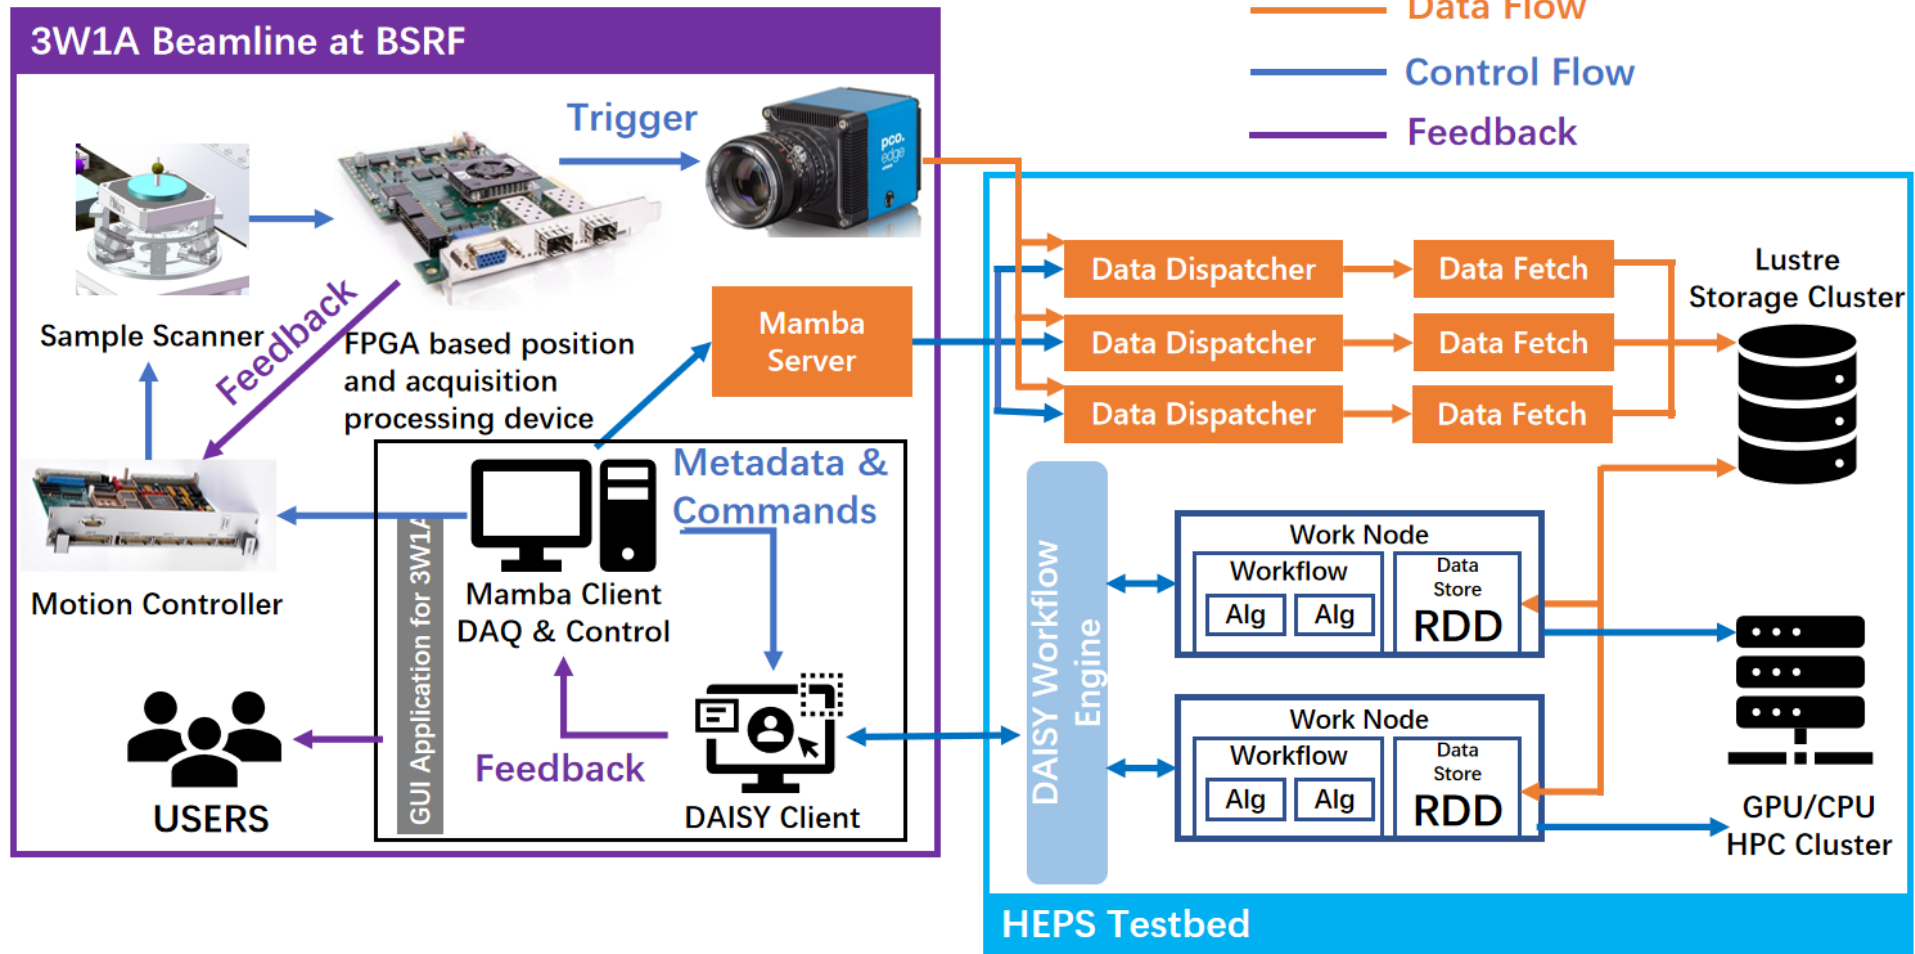 3W1A Beamline at BSRF
Data Flow
Control Flow
Feedback
Trigger
pco.
edge
Sample Scanner
Feedback
FPGA based position
and acquisition
processing device
Mamba
Server
Motion Controller
GUI Application for 3W1A
Metadata &
Commands
Mamba Client
DAQ & Control
Feedback
DAISY Client
USERS
Data Dispatcher
Data Fetch
Data Dispatcher
Data Fetch
Data Dispatcher
Data Fetch
Lustre
Storage Cluster
DAISY Workflow
Engine
Work Node
Workflow
Alg
Alg
Data
Store
RDD
Work Node
Workflow
Alg
Alg
Data
Store
RDD
GPU/CPU
HPC Cluster
HEPS Testbed